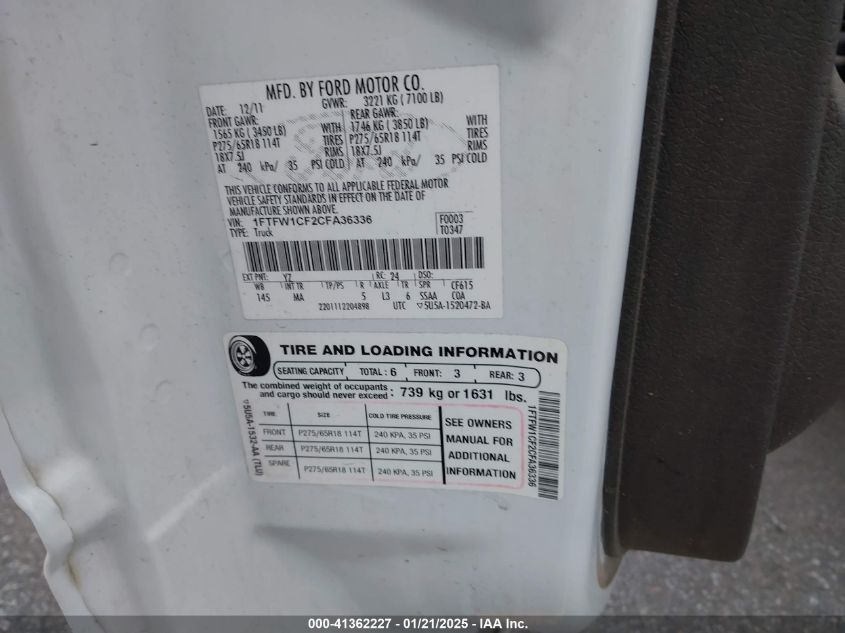 MFD. BY FORD MOTOR CO.
DATE: 12/11 GVWR: 3221 KG ( 7100 LB)
FRONT GAWR: REAR GAWR:
1565 KG ( 3450 LB) WITH 1746 KG ( 3850 LB) WITH
P275/65R18 114T TIRES P275/65R18 114T TIRES
18X7.5J RIMS 18X7.5J RIMS
AT 240 kPa/ 35 PSI COLD AT 240 kPa/ 35 PSI COLD
THIS VEHICLE CONFORMS TO ALL APPLICABLE FEDERAL MOTOR
VEHICLE SAFETY STANDARDS IN EFFECT ON THE DATE OF
MANUFACTURE SHOWN ABOVE.
VIN: 1FTFW1CF2CFA36336 F0003
TYPE: Truck T0347
EXT PNT: YZ RC: 24 DSO:
WB INT TR TP/PS R AXLE TR SPR CF615
145 MA 5 L3 6 SSAA COA
2201112204898 UTC ▽5U5A-1520472-BA
TIRE AND LOADING INFORMATION
SEATING CAPACITY TOTAL: 6 FRONT: 3 REAR: 3
The combined weight of occupants
and cargo should never exceed : 739 kg or 1631 lbs.
TIRE SIZE COLD TIRE PRESSURE
FRONT P275/65R18 114T 240 KPA, 35 PSI
REAR P275/65R18 114T 240 KPA, 35 PSI
SPARE P275/65R18 114T 240 KPA, 35 PSI
SEE OWNERS
MANUAL FOR
ADDITIONAL
INFORMATION
▽5U5A-1532-AA (TLU)
1FTFW1CF2CFA36336
000-41362227 - 01/21/2025 - IAA Inc.